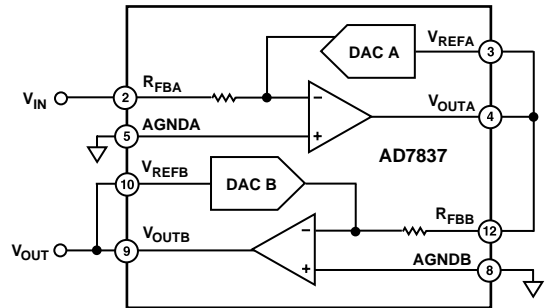 DAC A
V_REFA
3
R_FBA
V_IN
2
−
V_OUTA
4
AGNDA
5
+
AD7837
V_REFB
10
DAC B
R_FBB
−
12
V_OUT
V_OUTB
9
AGNDB
+
8